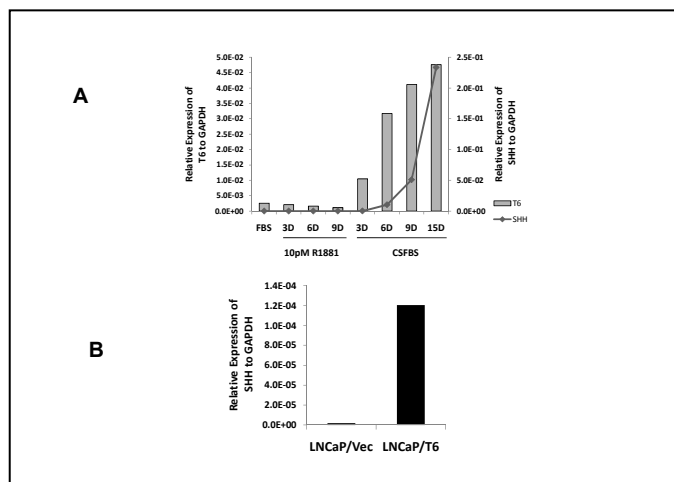 A
Relative Expression of
T6 to GAPDH
5.0E-02
4.5E-02
4.0E-02
3.5E-02
3.0E-02
2.5E-02
2.0E-02
1.5E-02
1.0E-02
5.0E-03
0.0E+00
2.5E-01
2.0E-01
1.5E-01
1.0E-01
5.0E-02
0.0E+00
Relative Expression of
SHH to GAPDH
T6
SHH
FBS 3D 6D 9D 3D 6D 9D 15D
10pM R1881 CSFBS
B
Relative Expression of
SHH to GAPDH
1.4E-04
1.2E-04
1.0E-04
8.0E-05
6.0E-05
4.0E-05
2.0E-05
0.0E+00
LNCaP/Vec LNCaP/T6